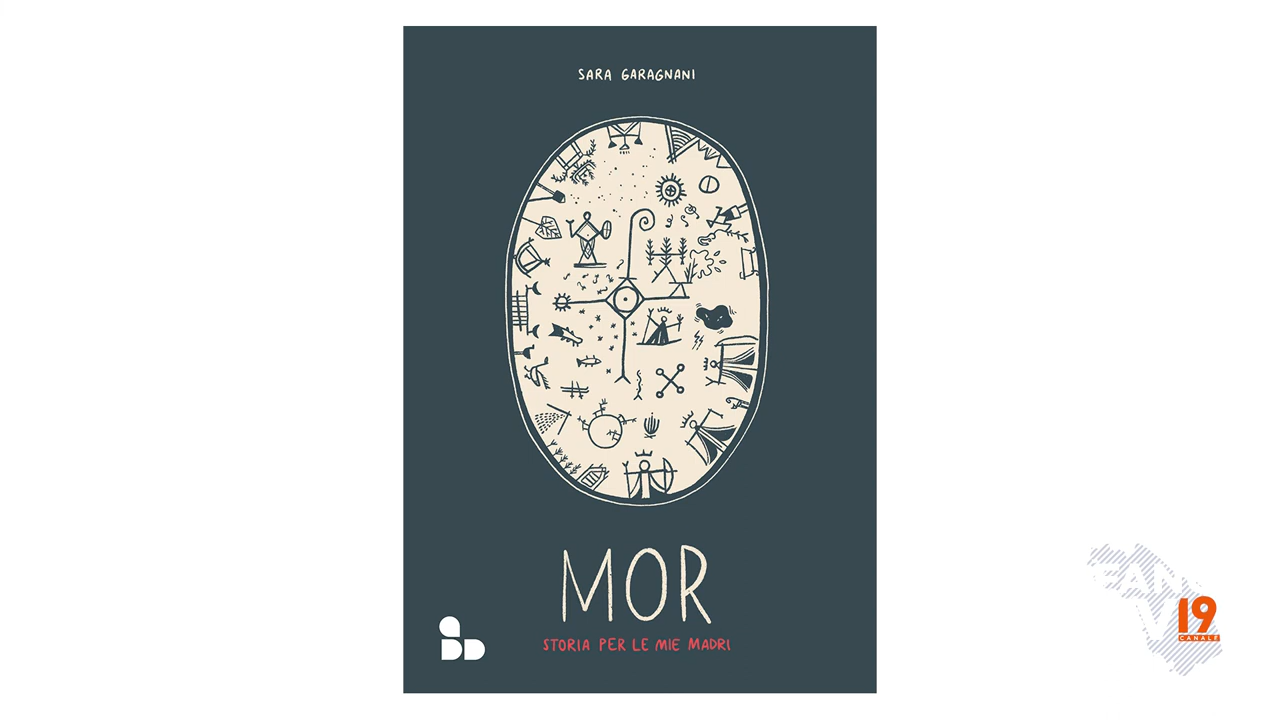 SARA GARAGNANI
MOR
STORIA PER LE MIE MADRI
19
CANALE